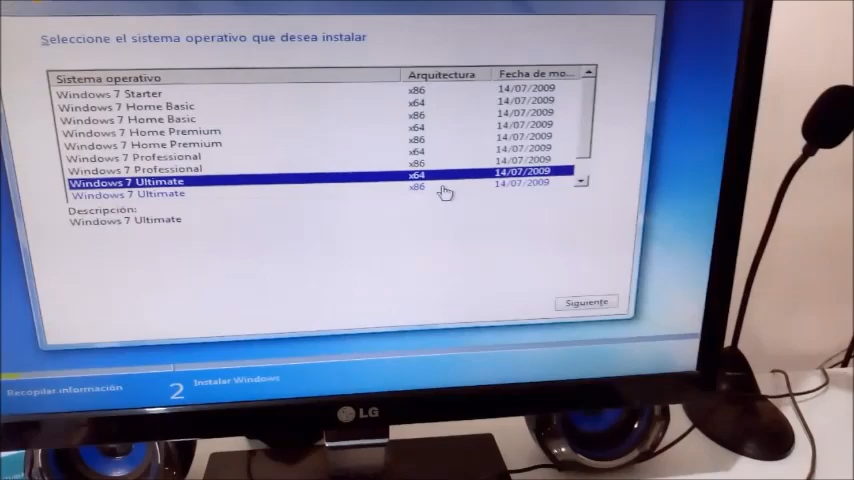 Seleccione el sistema operativo que desea instalar
Sistema operativo Arquitectura Fecha de mo...
Windows 7 Starter x86 14/07/2009
Windows 7 Home Basic x64 14/07/2009
Windows 7 Home Basic x86 14/07/2009
Windows 7 Home Premium x64 14/07/2009
Windows 7 Home Premium x86 14/07/2009
Windows 7 Professional x64 14/07/2009
Windows 7 Professional x86 14/07/2009
Windows 7 Ultimate x64 14/07/2009
Windows 7 Ultimate x86 14/07/2009
Descripción:
Windows 7 Ultimate
Siguiente
Recopilar información
2 Instalar Windows
LG